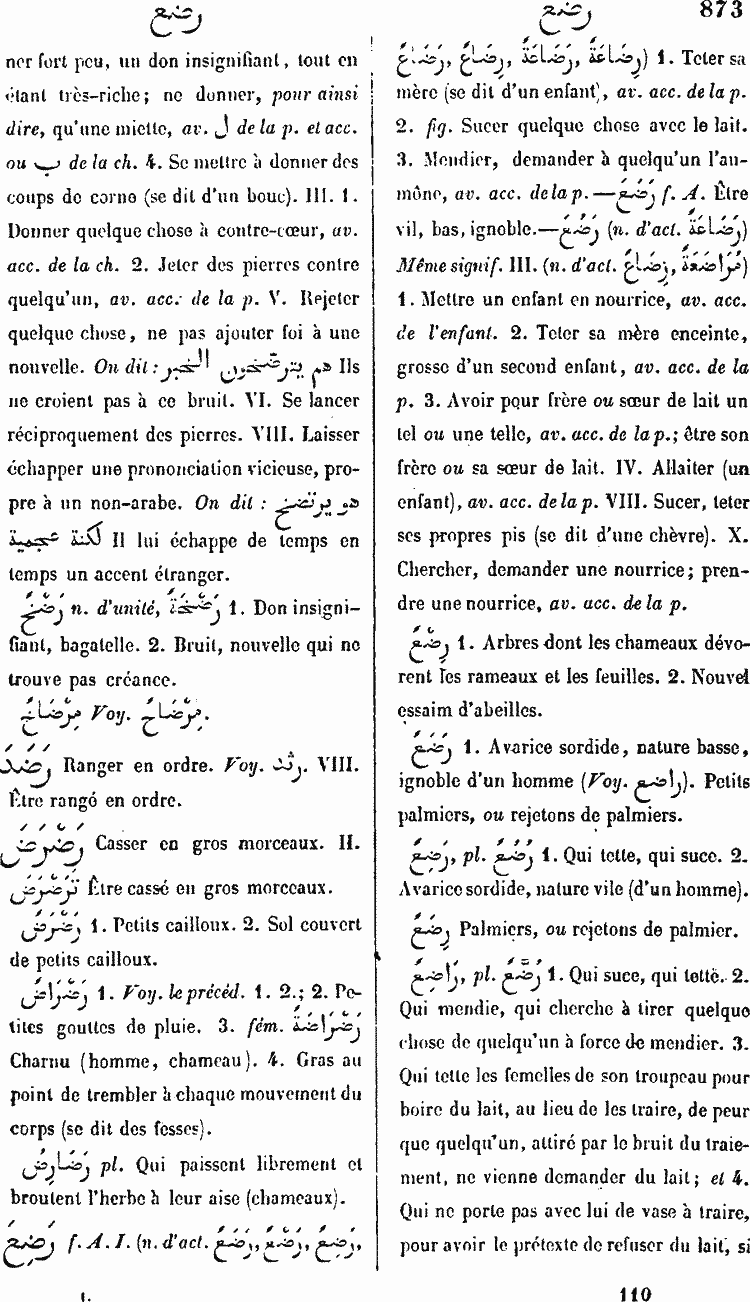 رضع رضع 873
ner fort peu, un don insignifiant, tout en
étant très-riche; ne donner, pour ainsi
dire, qu'une miette, av. ل de la p. et acc.
ou ب de la ch. 4. Se mettre à donner des
coups de corne (se dit d'un bouc). III. 1.
Donner quelque chose à contre-cœur, av.
acc. de la ch. 2. Jeter des pierres contre
quelqu'un, av. acc. de la p. V. Rejeter
quelque chose, ne pas ajouter foi à une
nouvelle. On dit : هم يترضّخون الخبر Ils
ne croient pas à ce bruit. VI. Se lancer
réciproquement des pierres. VIII. Laisser
échapper une prononciation vicieuse, pro-
pre à un non-arabe. On dit : هو يرتضخ
لكنة عجمية Il lui échappe de temps en
temps un accent étranger.
رَضْخٌ n. d'unité, رَضْخَةٌ 1. Don insigni-
fiant, bagatelle. 2. Bruit, nouvelle qui ne
trouve pas créance.
مِرْضَاخٌ Voy. مِرْضَاحٌ.
رَضَدَ Ranger en ordre. Voy. رثد. VIII.
Être rangé en ordre.
رَضْرَضَ Casser en gros morceaux. II.
تَرَضْرَضَ Être cassé en gros morceaux.
رَضْرَضٌ 1. Petits cailloux. 2. Sol couvert
de petits cailloux.
رَضْرَاضٌ 1. Voy. le précéd. 1. 2.; 2. Pe-
tites gouttes de pluie. 3. fém. رَضْرَاضَةٌ
Charnu (homme, chameau). 4. Gras au
point de trembler à chaque mouvement du
corps (se dit des fesses).
رَضَارِضُ pl. Qui paissent librement et
broutent l'herbe à leur aise (chameaux).
رَضِعَ f. A. I. (n. d'act. رَضْعٌ, رَضَعٌ, رَضِعٌ,
1.
رَضَاعٌ, رِضَاعٌ, رَضَاعَةٌ, رِضَاعَةٌ) 1. Teter sa
mère (se dit d'un enfant), av. acc. de la p.
2. fig. Sucer quelque chose avec le lait.
3. Mendier, demander à quelqu'un l'au-
mône, av. acc. de la p. — رَضَعَ f. A. Être
vil, bas, ignoble. — رَضُعَ (n. d'act. رَضَاعَةٌ)
Même signif. III. (n. d'act. رِضَاعٌ, مُرَاضَعَةٌ)
1. Mettre un enfant en nourrice, av. acc.
de l'enfant. 2. Teter sa mère enceinte,
grosse d'un second enfant, av. acc. de la
p. 3. Avoir pour frère ou sœur de lait un
tel ou une telle, av. acc. de la p.; être son
frère ou sa sœur de lait. IV. Allaiter (un
enfant), av. acc. de la p. VIII. Sucer, teter
ses propres pis (se dit d'une chèvre). X.
Chercher, demander une nourrice; pren-
dre une nourrice, av. acc. de la p.
رِضْعٌ 1. Arbres dont les chameaux dévo-
rent les rameaux et les feuilles. 2. Nouvel
essaim d'abeilles.
رَضَعٌ 1. Avarice sordide, nature basse,
ignoble d'un homme (Voy. راضع). Petits
palmiers, ou rejetons de palmiers.
رَضِعٌ, pl. رُضُعٌ 1. Qui tette, qui suce. 2.
Avarice sordide, nature vile (d'un homme).
رضعٌ Palmiers, ou rejetons de palmier.
رَاضِعٌ, pl. رُضَّعٌ 1. Qui suce, qui tette. 2.
Qui mendie, qui cherche à tirer quelque
chose de quelqu'un à force de mendier. 3.
Qui tette les femelles de son troupeau pour
boire du lait, au lieu de les traire, de peur
que quelqu'un, attiré par le bruit du traie-
ment, ne vienne demander du lait; et 4.
Qui ne porte pas avec lui de vase à traire,
pour avoir le prétexte de refuser du lait, si
110